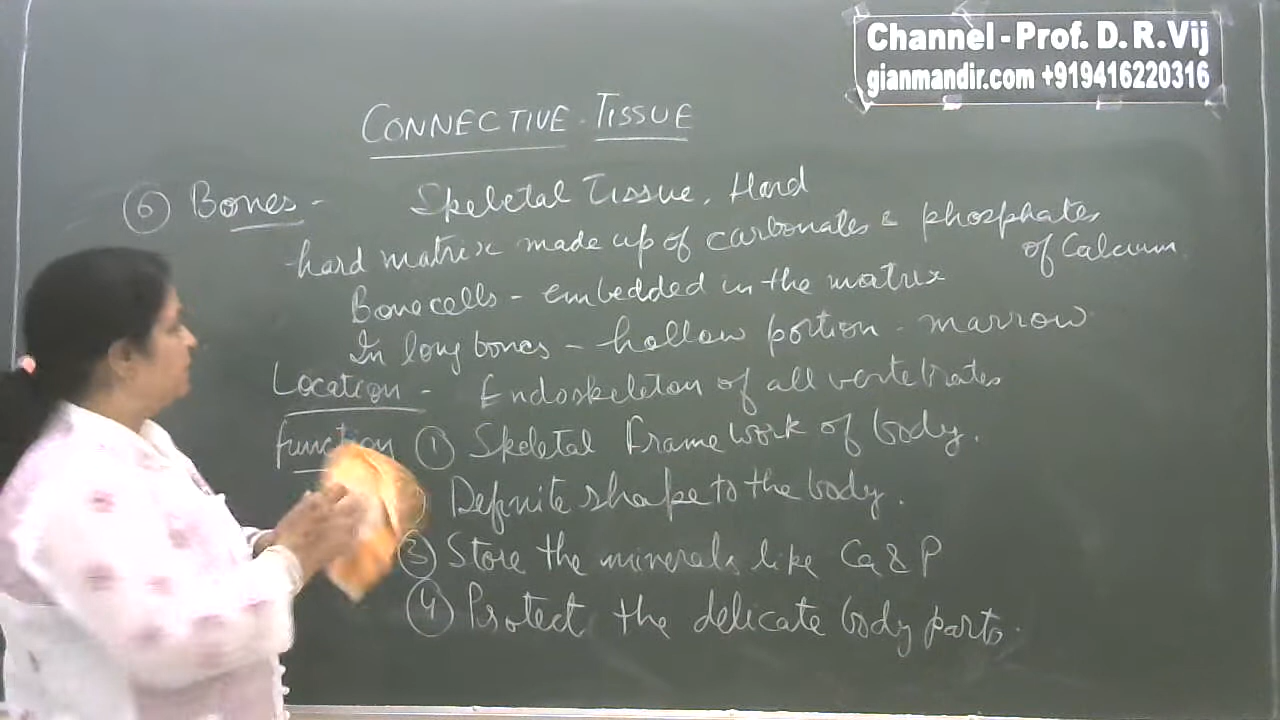 Channel - Prof. D. R. Vij
gianmandir.com +919416220316
CONNECTIVE TISSUE
⑥ Bones - Skeletal Tissue, Hard
hard matrix made up of carbonates & phosphates
of Calcium
Bone cells - embedded in the matrix
In long bones - hollow portion - marrow
Location - Endoskeleton of all vertebrates
Function ① Skeletal Frame work of body.
Definite shape to the body.
③ Store the minerals like Ca & P
④ Protect the delicate body parts.